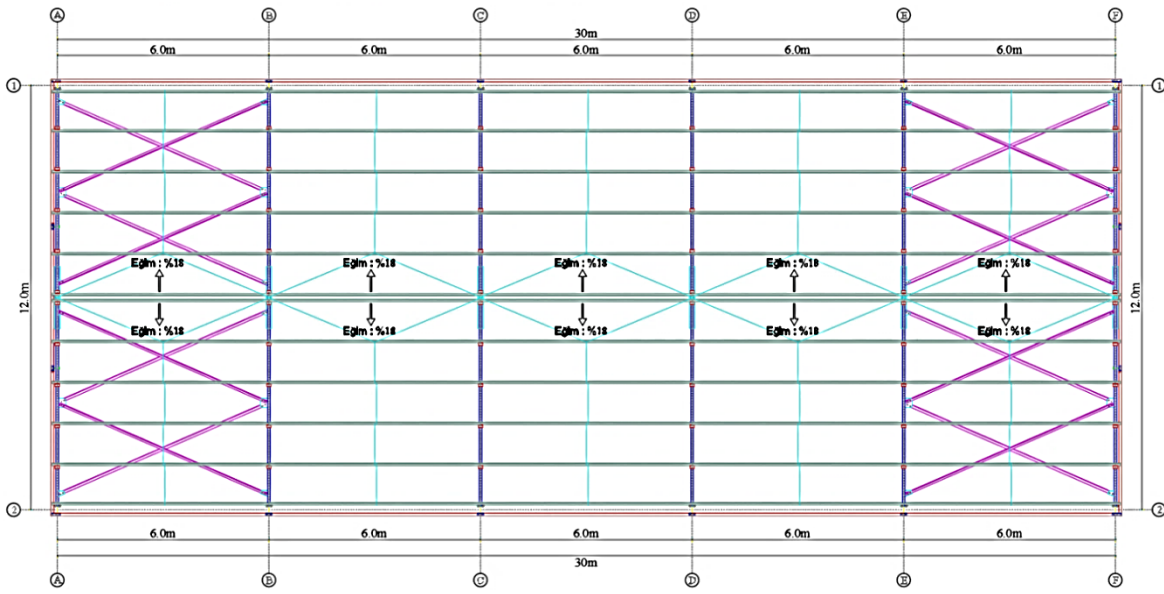 A B C D E F
30m
6.0m 6.0m 6.0m 6.0m 6.0m
1 1
Eğim : %18 Eğim : %18 Eğim : %18 Eğim : %18 Eğim : %18
12.0m 12.0m
Eğim : %18 Eğim : %18 Eğim : %18 Eğim : %18 Eğim : %18
2 2
6.0m 6.0m 6.0m 6.0m 6.0m
30m
A B C D E F